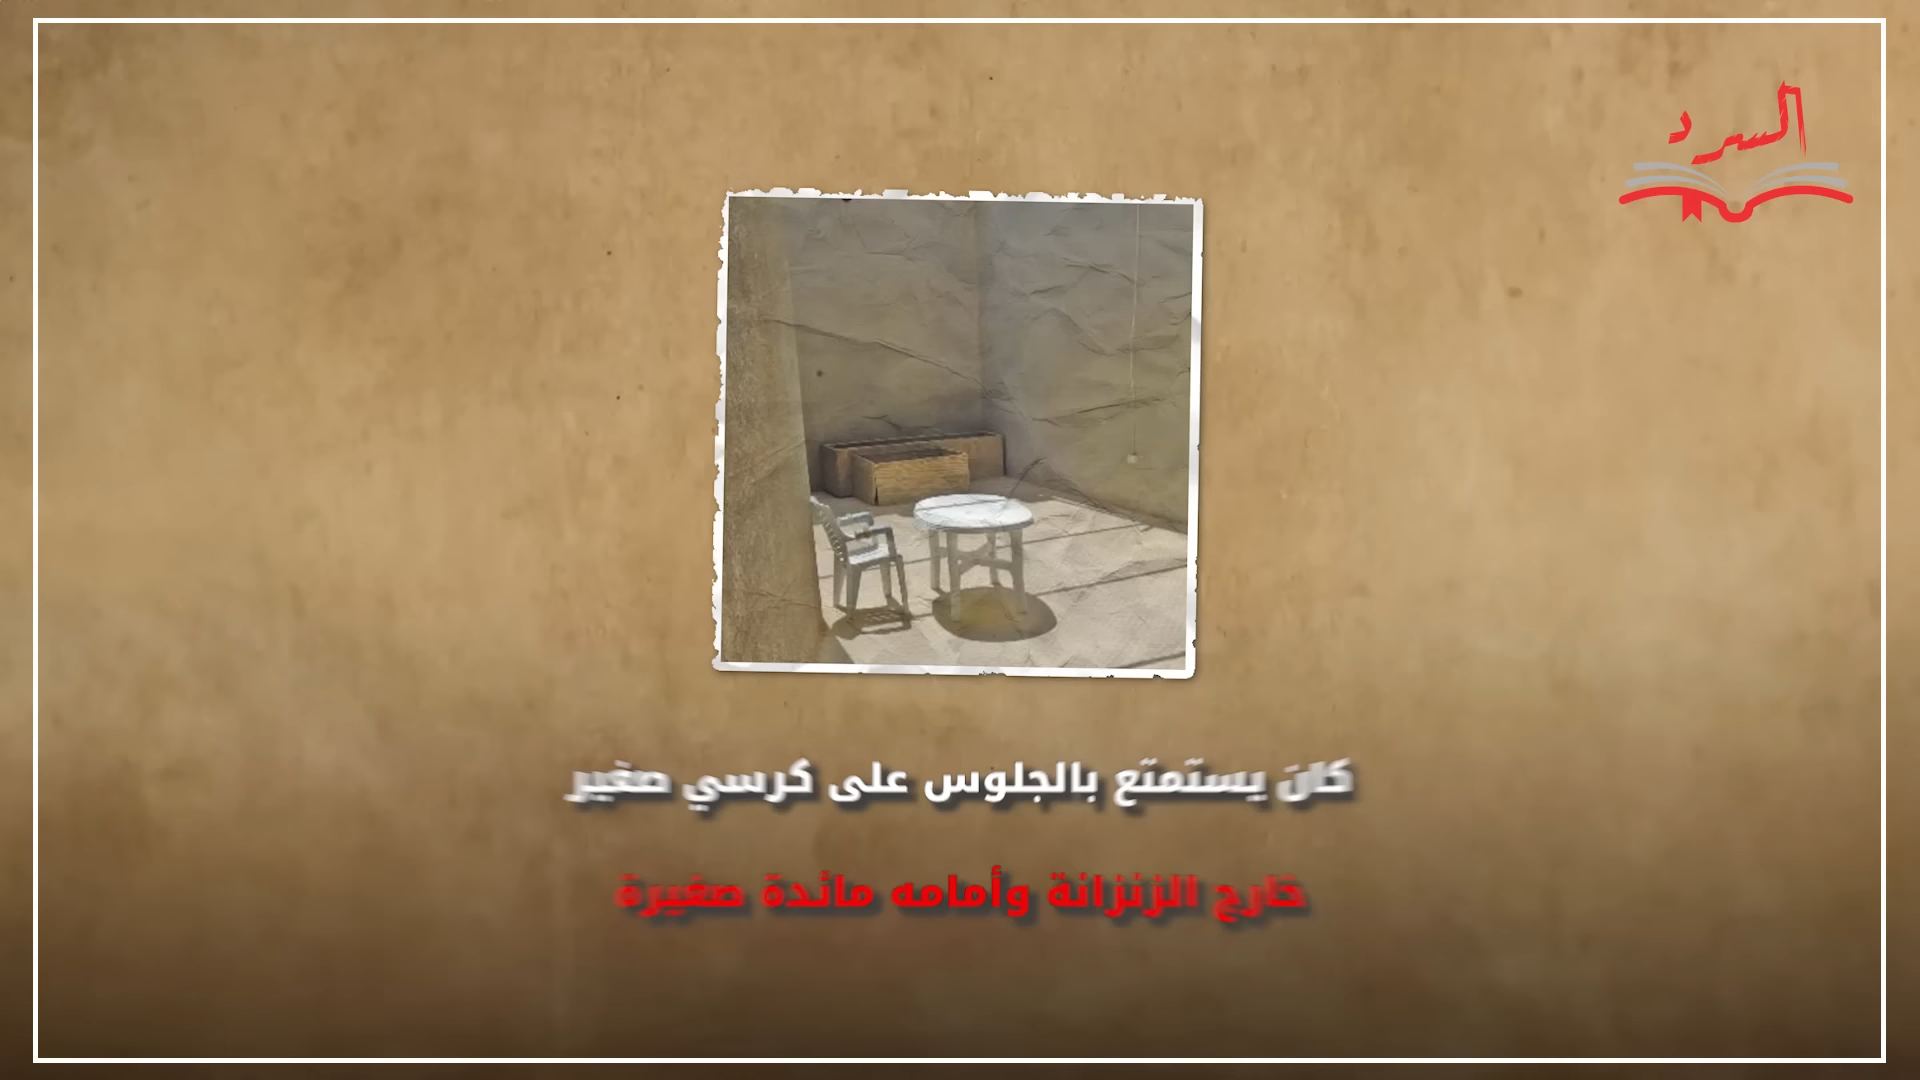 السرد
كان يستمتع بالجلوس على كرسي صغير
خارج الزنزانة وأمامه مائدة صغيرة